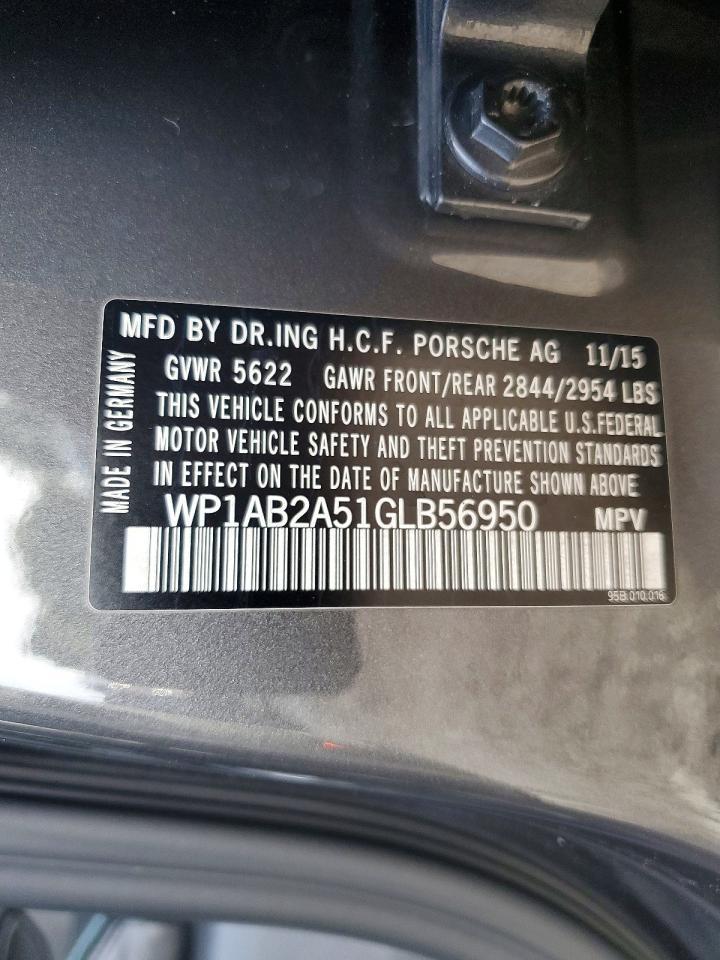 MFD BY DR.ING H.C.F. PORSCHE AG 11/15
GVWR 5622 GAWR FRONT/REAR 2844/2954 LBS
THIS VEHICLE CONFORMS TO ALL APPLICABLE U.S.FEDERAL
MOTOR VEHICLE SAFETY AND THEFT PREVENTION STANDARDS
IN EFFECT ON THE DATE OF MANUFACTURE SHOWN ABOVE
WP1AB2A51GLB56950 MPV
MADE IN GERMANY
95B.010.016